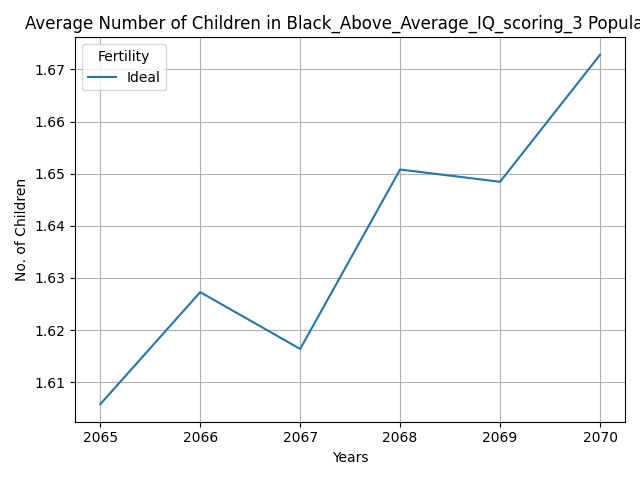 Average Number of Children in Black_Above_Average_IQ_scoring_3
Fertility
Ideal
1.67
1.66
1.65
1.64
1.63
1.62
1.61
No. of Children
2065 2066 2067 2068 2069 2070
Years